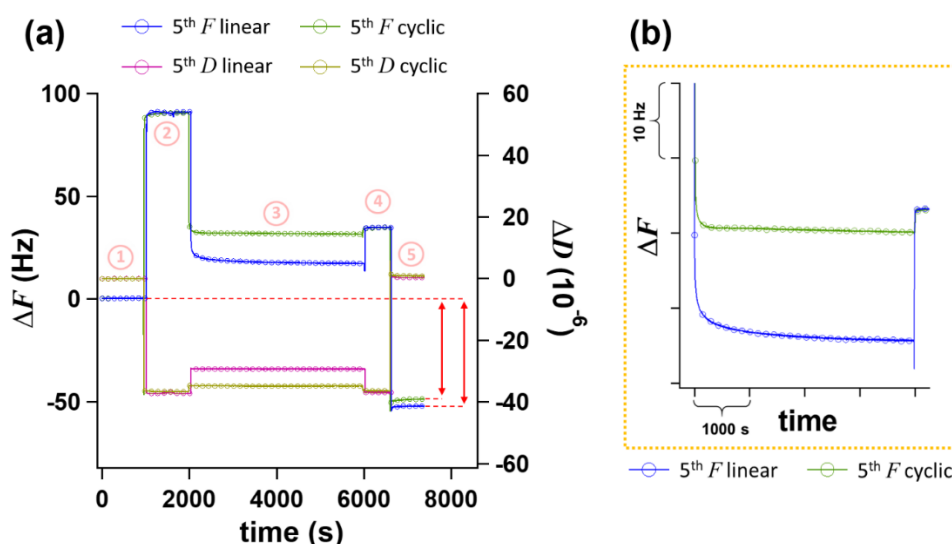 (a)
5th F linear
5th F cyclic
5th D linear
5th D cyclic
100
50
0
-50
ΔF (Hz)
60
40
20
0
-20
-40
-60
ΔD (10-6)
1
2
3
4
5
0
2000
4000
6000
8000
time (s)
(b)
10 Hz
ΔF
1000 s
time
5th F linear
5th F cyclic